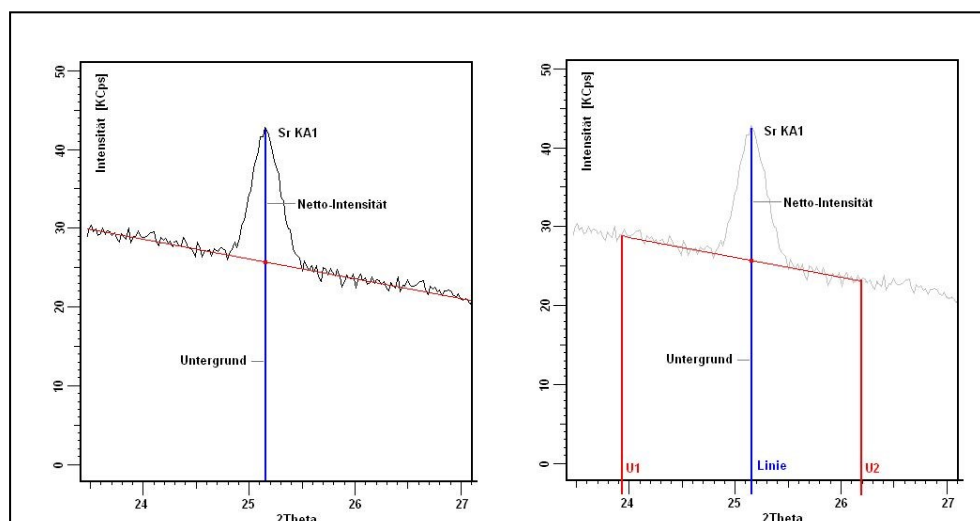 Intensität [KCps]
50
40
30
20
10
0
Sr KA1
Netto-Intensität
Untergrund
24 25 26 27
2Theta
Intensität [KCps]
50
40
30
20
10
0
Sr KA1
Netto-Intensität
Untergrund
U1 Linie U2
24 25 26 27
2Theta